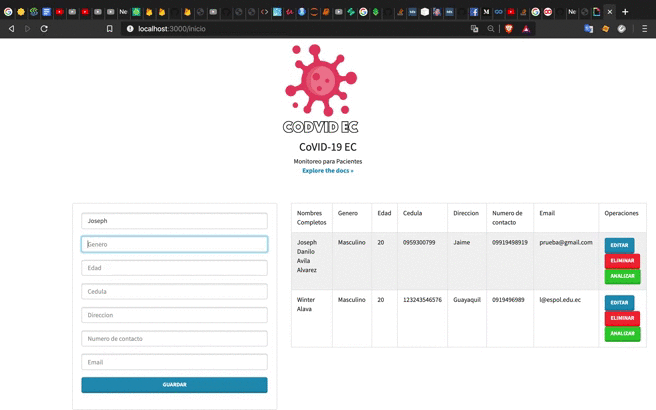 localhost:3000/inicio
CODVID EC
CoVID-19 EC
Monitoreo para Pacientes
Explore the docs »
Joseph
Genero
Edad
Cedula
Direccion
Numero de contacto
Email
GUARDAR
Nombres Completos Genero Edad Cedula Direccion Numero de contacto Email Operaciones
Joseph Danilo Avila Alvarez Masculino 20 0959300799 Jaime 09919498919 prueba@gmail.com EDITAR
ELIMINAR
ANALIZAR
Winter Alava Masculino 20 123243546576 Guayaquil 0919496989 l@espol.edu.ec EDITAR
ELIMINAR
ANALIZAR